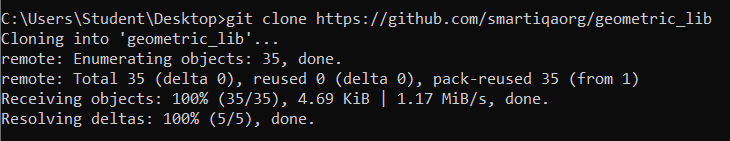 C:\Users\Student\Desktop>git clone https://github.com/smartiqaorg/geometric_lib
Cloning into 'geometric_lib'...
remote: Enumerating objects: 35, done.
remote: Total 35 (delta 0), reused 0 (delta 0), pack-reused 35 (from 1)
Receiving objects: 100% (35/35), 4.69 KiB | 1.17 MiB/s, done.
Resolving deltas: 100% (5/5), done.